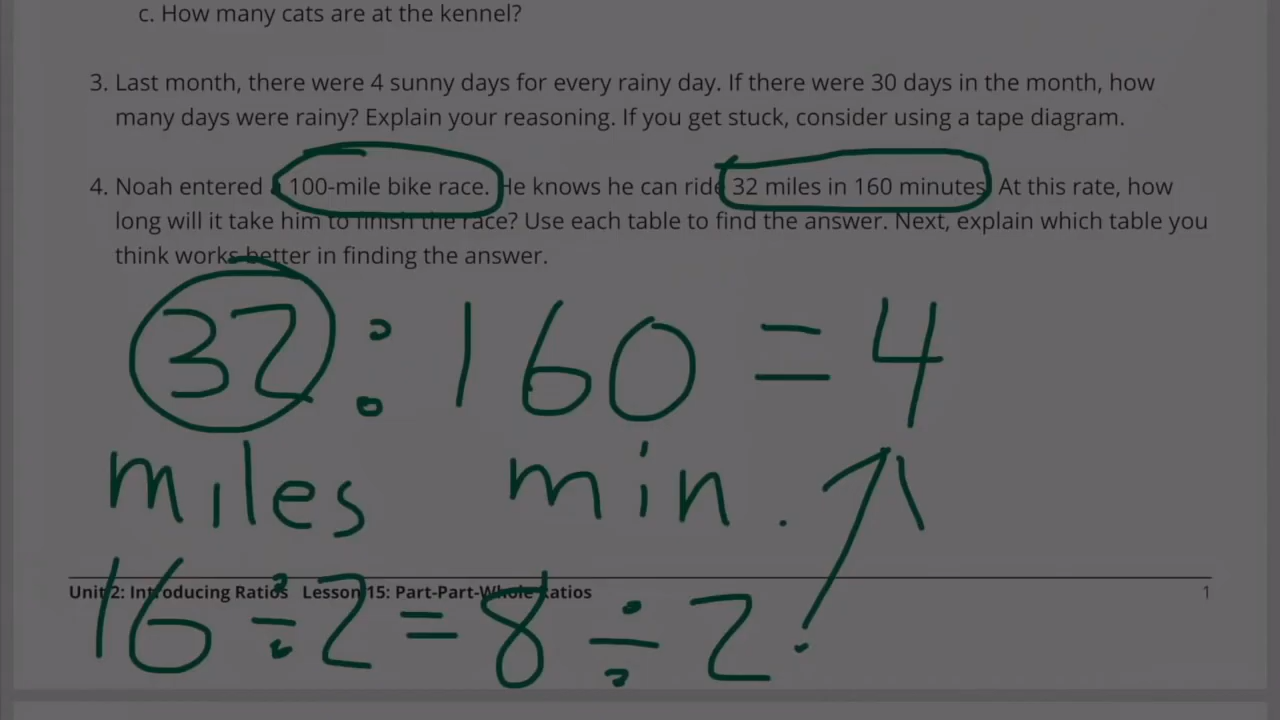 c. How many cats are at the kennel?
3. Last month, there were 4 sunny days for every rainy day. If there were 30 days in the month, how
many days were rainy? Explain your reasoning. If you get stuck, consider using a tape diagram.
4. Noah entered a 100-mile bike race. He knows he can ride 32 miles in 160 minutes. At this rate, how
long will it take him to finish the race? Use each table to find the answer. Next, explain which table you
think works better in finding the answer.
32 : 160 = 4
miles min.
Unit 2: Introducing Ratios Lesson 15: Part-Part-Whole Ratios 1
16 ÷ 2 = 8 ÷ 2